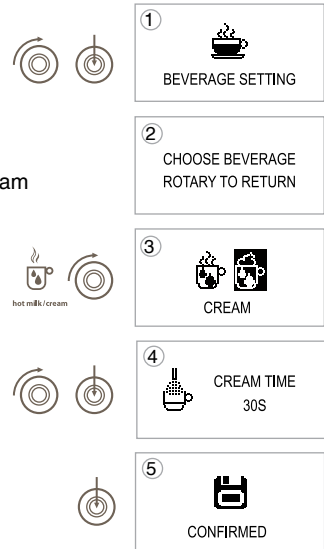 1
BEVERAGE SETTING
2
CHOOSE BEVERAGE
ROTARY TO RETURN
am
3
hot milk/cream
CREAM
4
CREAM TIME
30S
5
CONFIRMED